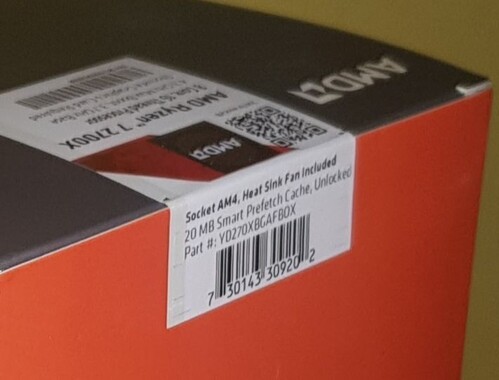 AMD
AMD Ryzen™ 7 2700X
AMD
Socket AM4, Heat Sink Fan Included
20 MB Smart Prefetch Cache, Unlocked
Part #: YD270XBGAFBOX
7 30143 30920 2